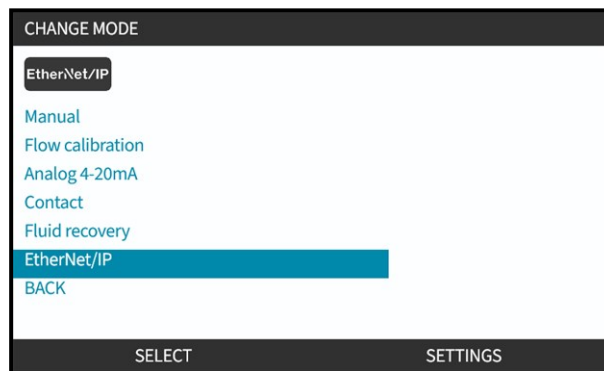 CHANGE MODE
EtherNet/IP
Manual
Flow calibration
Analog 4-20mA
Contact
Fluid recovery
EtherNet/IP
BACK
SELECT SETTINGS